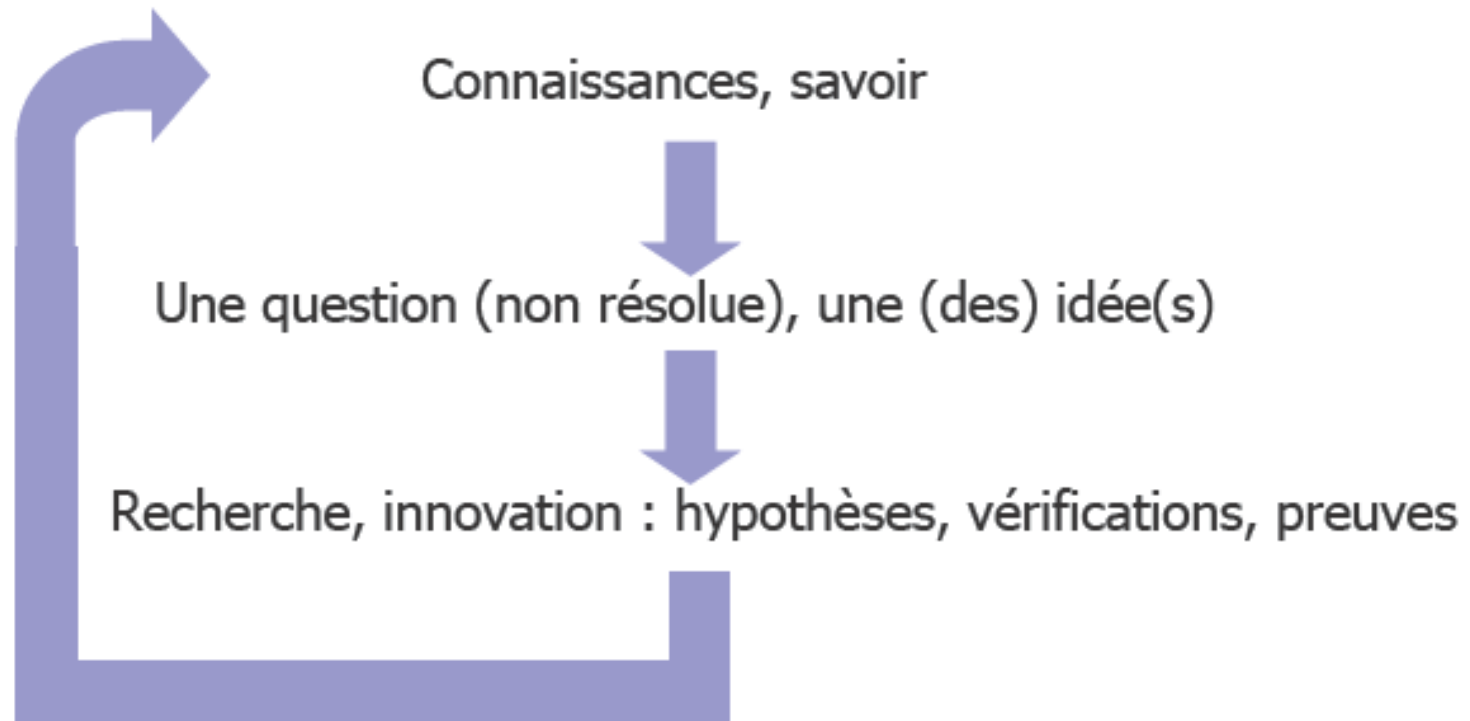 Connaissances, savoir
Une question (non résolue), une (des) idée(s)
Recherche, innovation : hypothèses, vérifications, preuves